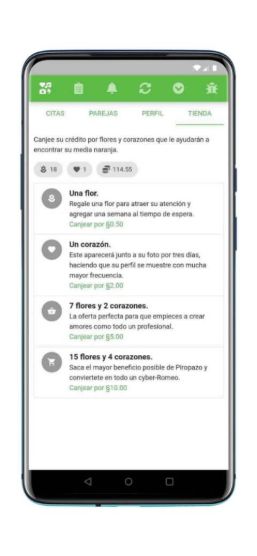 CITAS PAREJAS PERFIL TIENDA
Canjee su crédito por flores y corazones que le ayudarán a
encontrar su media naranja.
18 1 114.55
Una flor.
Regale una flor para atraer su atención y
agregar una semana al tiempo de espera.
Canjear por §0.50
Un corazón.
Este aparecerá junto a su foto por tres días,
haciendo que su perfil se muestre con mucha
mayor frecuencia.
Canjear por §2.00
7 flores y 2 corazones.
La oferta perfecta para que empieces a crear
amores como todo un profesional.
Canjear por §5.00
15 flores y 4 corazones.
Saca el mayor beneficio posible de Piropazo y
conviertete en todo un cyber-Romeo.
Canjear por §10.00